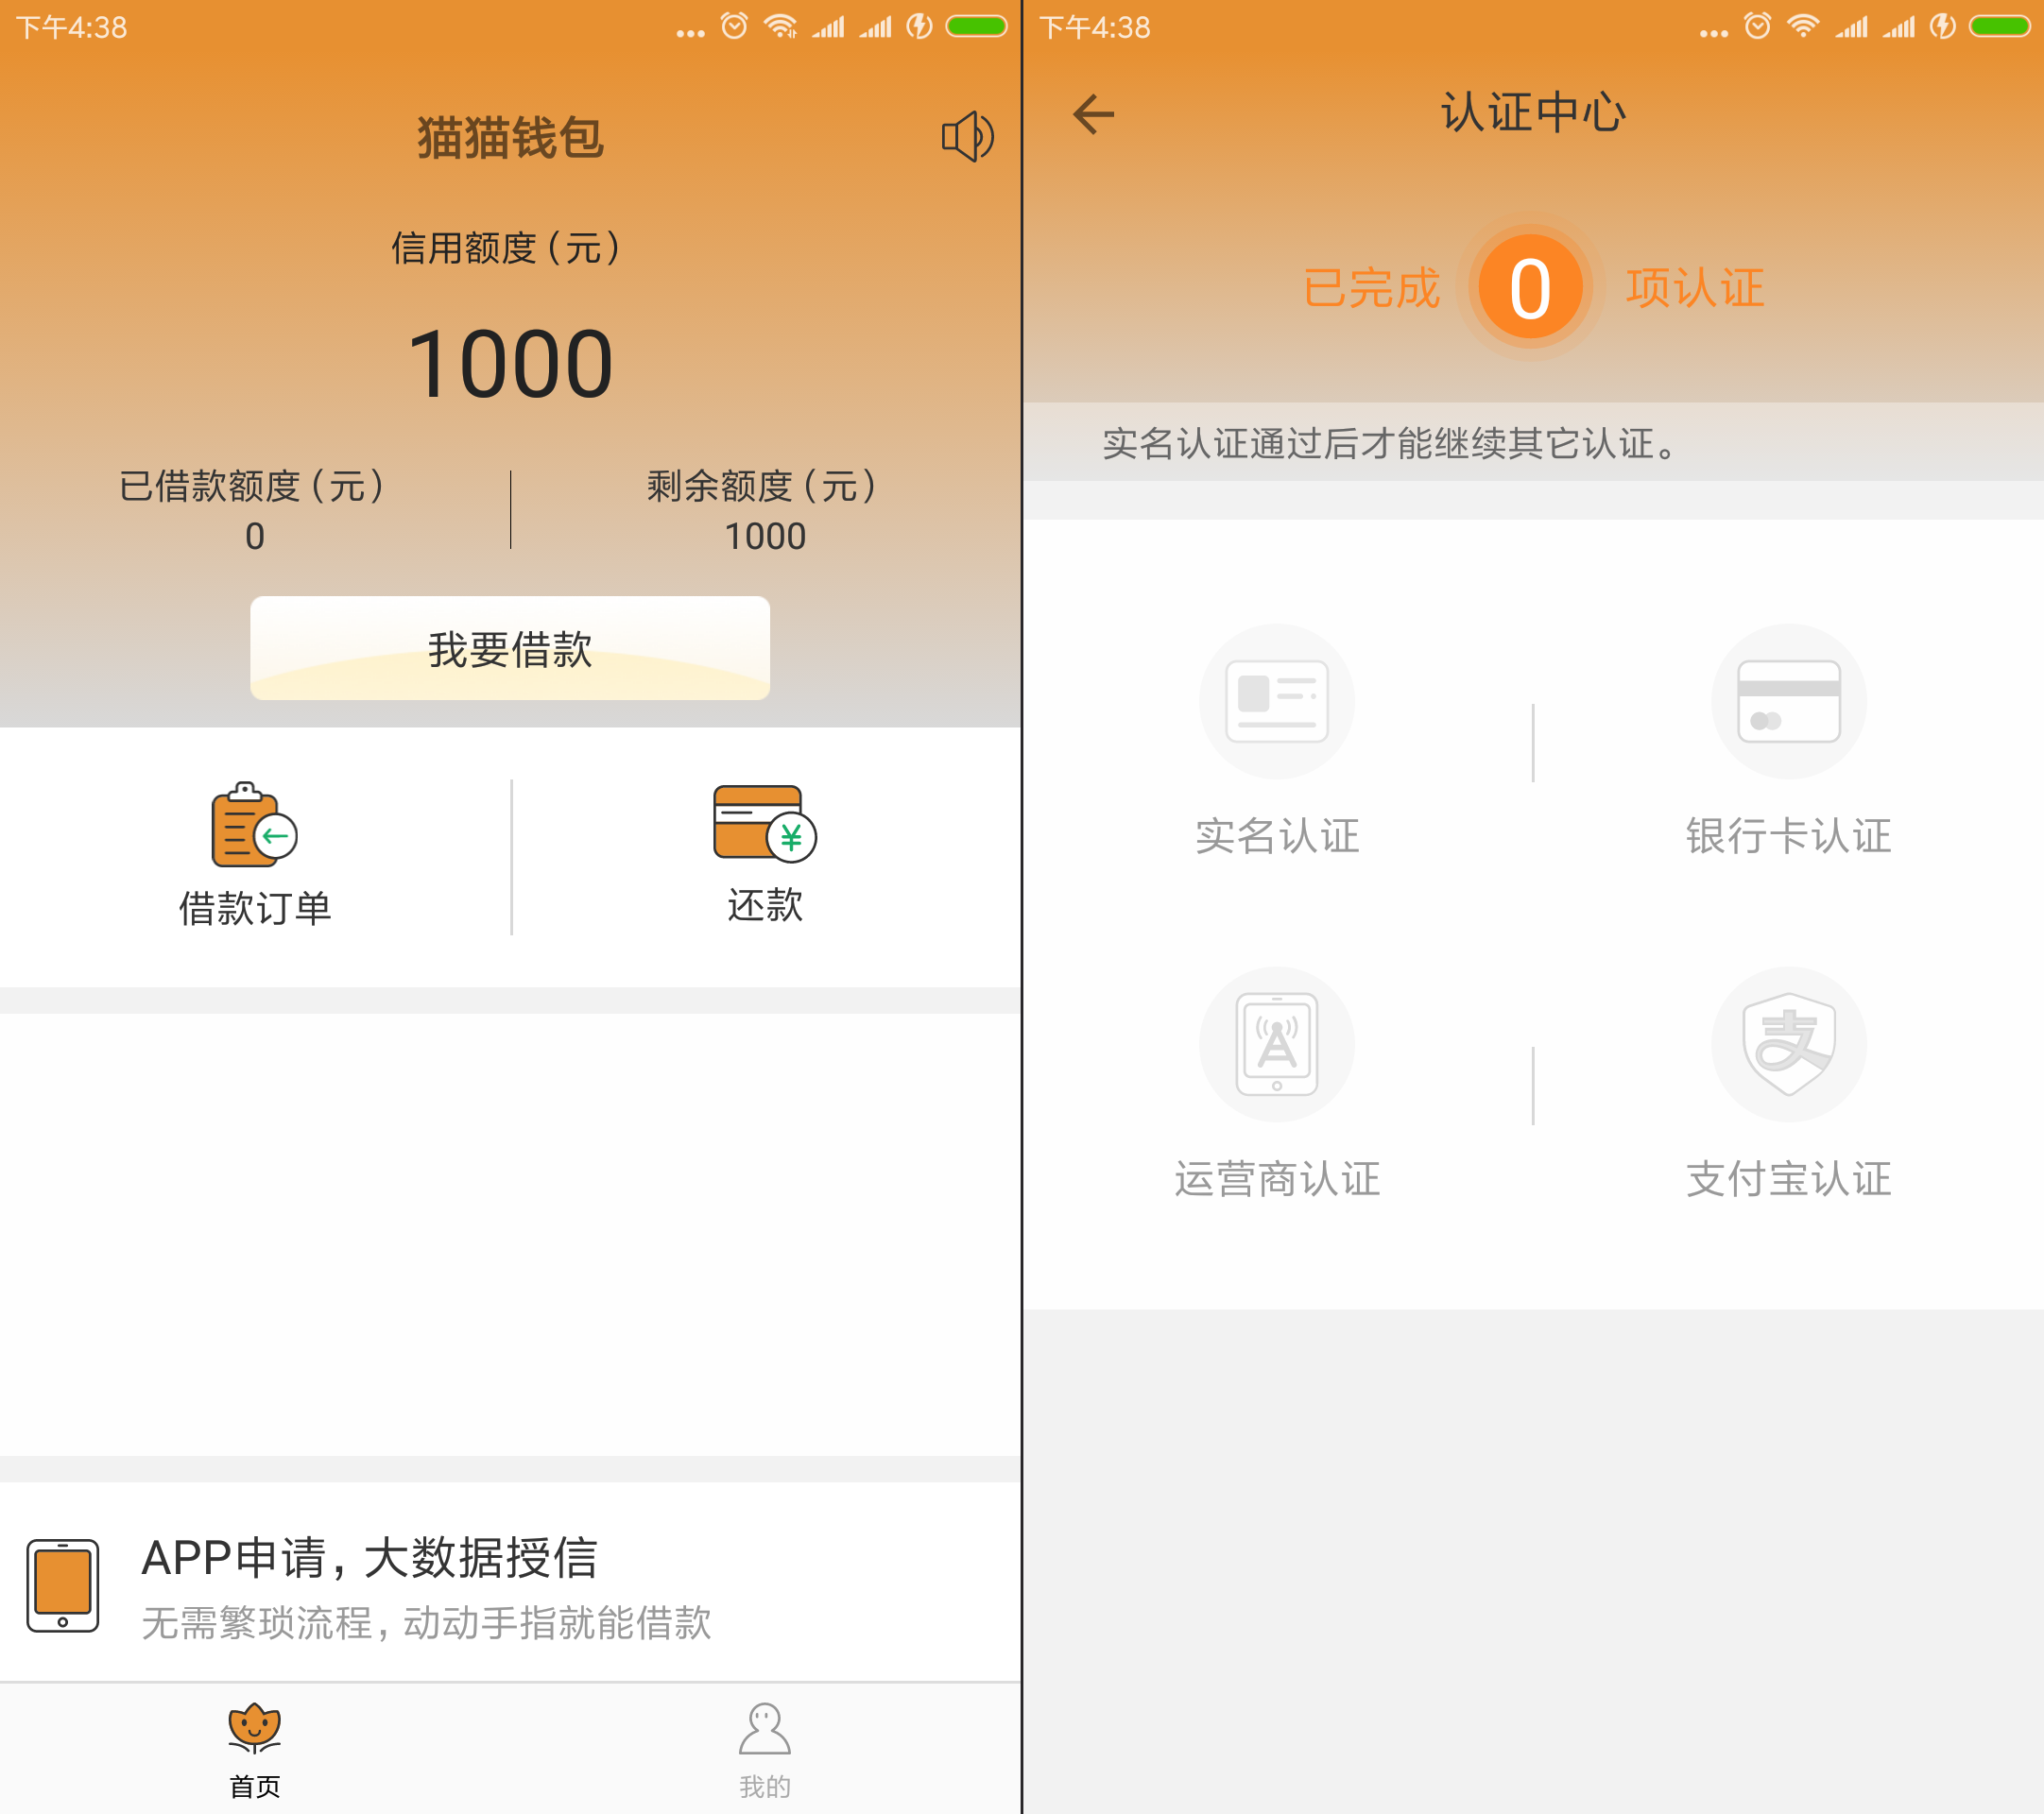 下午4:38
猫猫钱包
信用额度(元)
1000
已借款额度(元)
0
剩余额度(元)
1000
我要借款
借款订单
¥
还款
APP申请,大数据授信
无需繁琐流程,动动手指就能借款
首页
我的
下午4:38
认证中心
已完成 0 项认证
实名认证通过后才能继续其它认证。
实名认证
银行卡认证
支
运营商认证
支付宝认证